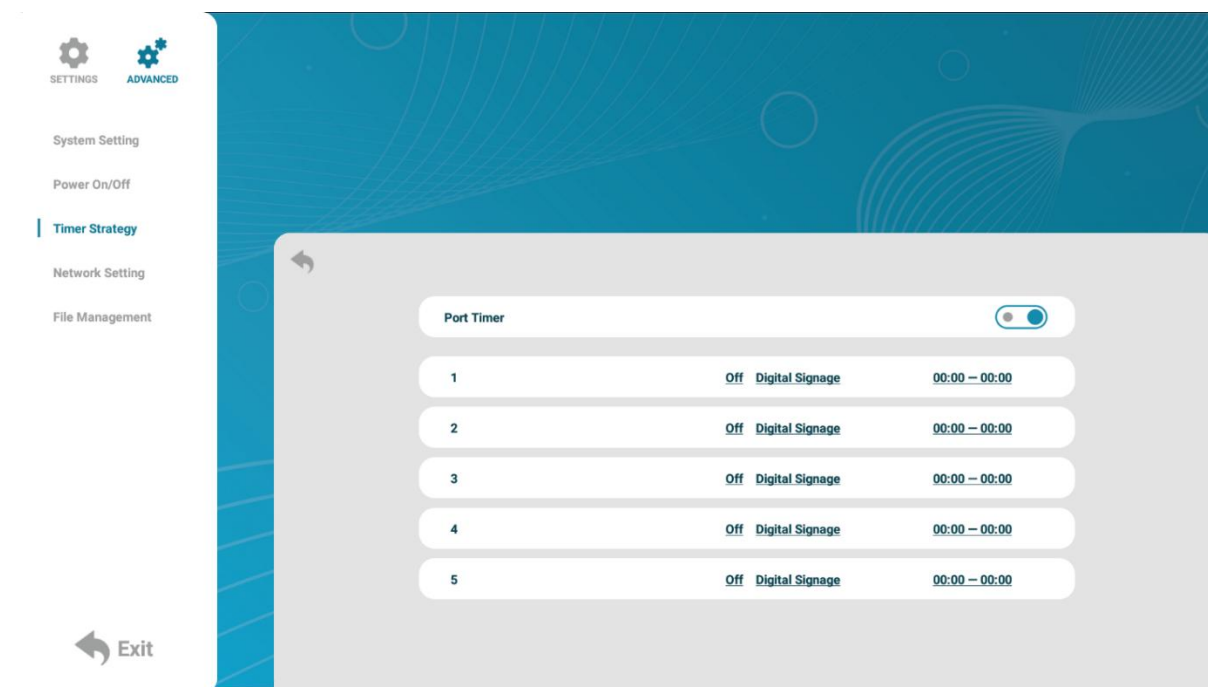 SETTINGS ADVANCED
System Setting
Power On/Off
Timer Strategy
Network Setting
File Management
Exit
Port Timer
1 Off Digital Signage 00:00 — 00:00
2 Off Digital Signage 00:00 — 00:00
3 Off Digital Signage 00:00 — 00:00
4 Off Digital Signage 00:00 — 00:00
5 Off Digital Signage 00:00 — 00:00